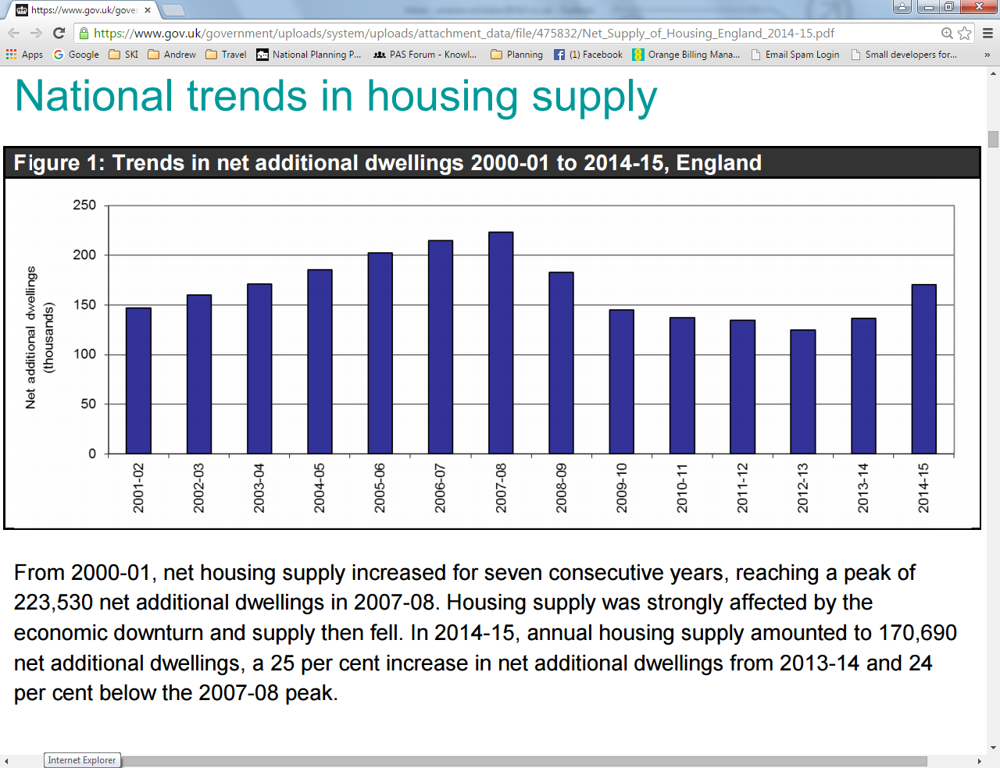 https://www.gov.uk/gover
https://www.gov.uk/government/uploads/system/uploads/attachment_data/file/475832/Net_Supply_of_Housing_England_2014-15.pdf
Apps Google SKI Andrew Travel National Planning P... PAS Forum - Knowl... Planning (1) Facebook Orange Billing Mana... Email Spam Login Small developers for... »
National trends in housing supply
Figure 1: Trends in net additional dwellings 2000-01 to 2014-15, England
Net additional dwellings
(thousands)
250
200
150
100
50
0
2001-02 2002-03 2003-04 2004-05 2005-06 2006-07 2007-08 2008-09 2009-10 2010-11 2011-12 2012-13 2013-14 2014-15
From 2000-01, net housing supply increased for seven consecutive years, reaching a peak of
223,530 net additional dwellings in 2007-08. Housing supply was strongly affected by the
economic downturn and supply then fell. In 2014-15, annual housing supply amounted to 170,690
net additional dwellings, a 25 per cent increase in net additional dwellings from 2013-14 and 24
per cent below the 2007-08 peak.
Internet Explorer